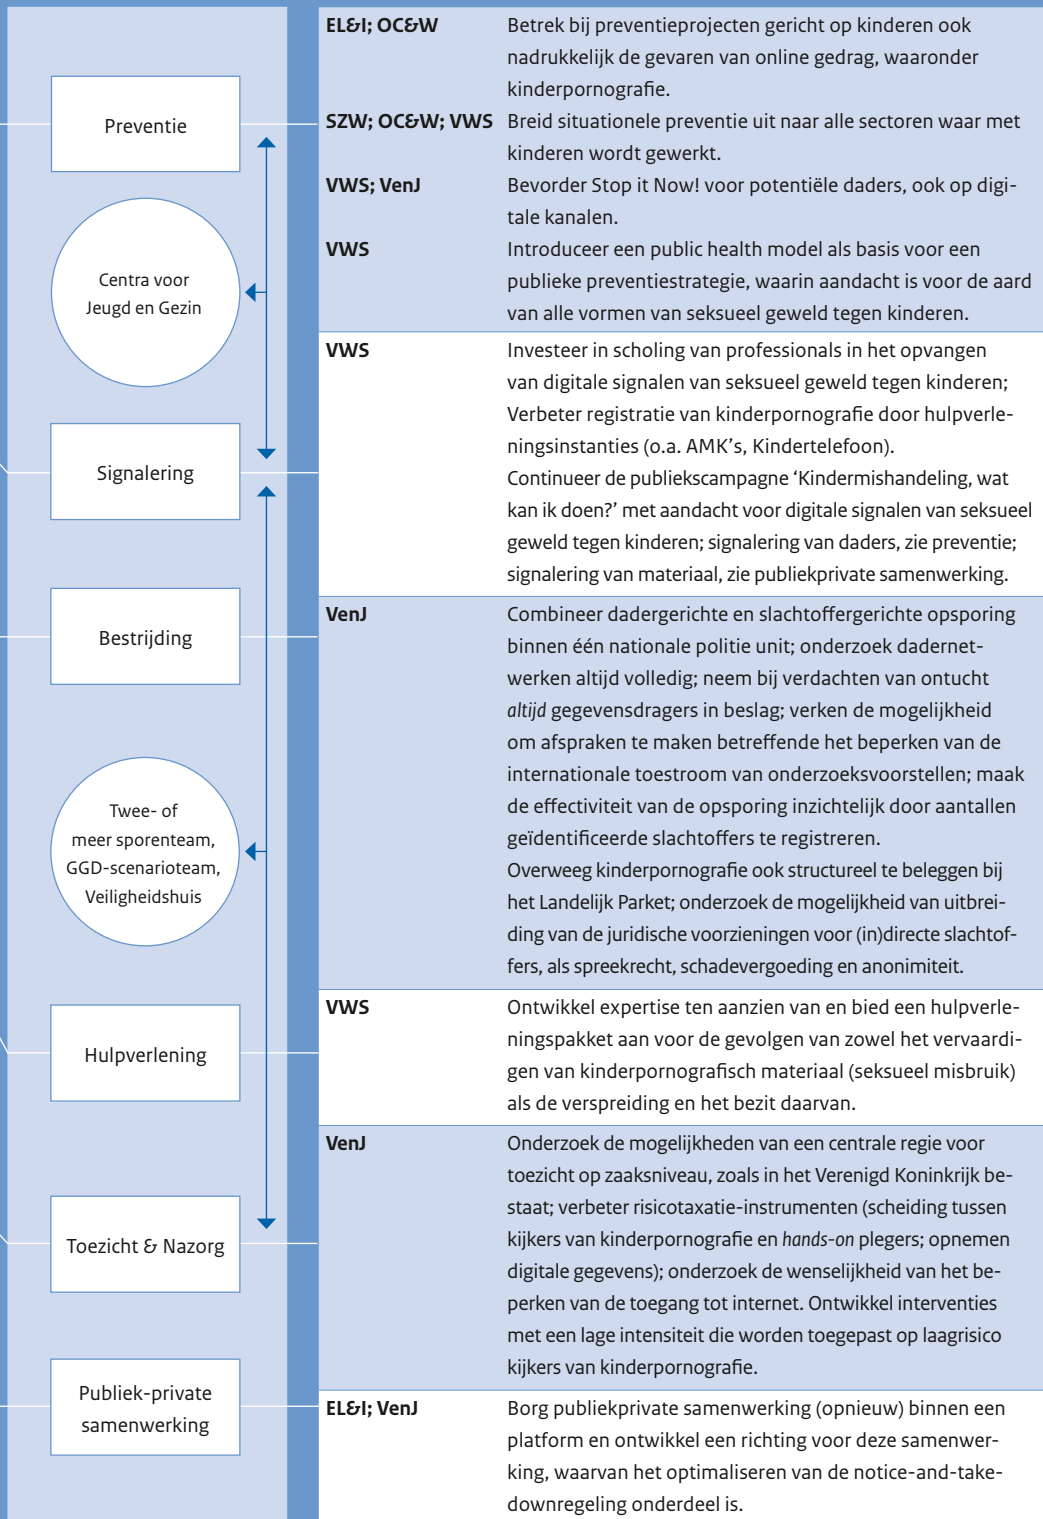 Preventie
Centra voor
Jeugd en Gezin
Signalering
Bestrijding
Twee- of
meer sporenteam,
GGD-scenarioteam,
Veiligheidshuis
Hulpverlening
Toezicht & Nazorg
Publiek-private
samenwerking
EL&I; OC&W Betrek bij preventieprojecten gericht op kinderen ook
nadrukkelijk de gevaren van online gedrag, waaronder
kinderpornografie.
SZW; OC&W; VWS Breid situationele preventie uit naar alle sectoren waar met
kinderen wordt gewerkt.
VWS; VenJ Bevorder Stop it Now! voor potentiële daders, ook op digi-
tale kanalen.
VWS Introduceer een public health model als basis voor een
publieke preventiestrategie, waarin aandacht is voor de aard
van alle vormen van seksueel geweld tegen kinderen.
VWS Investeer in scholing van professionals in het opvangen
van digitale signalen van seksueel geweld tegen kinderen;
Verbeter registratie van kinderpornografie door hulpverle-
ningsinstanties (o.a. AMK's, Kindertelefoon).
Continueer de publiekscampagne ‘Kindermishandeling, wat
kan ik doen?’ met aandacht voor digitale signalen van seksueel
geweld tegen kinderen; signalering van daders, zie preventie;
signalering van materiaal, zie publiekprivate samenwerking.
VenJ Combineer dadergerichte en slachtoffergerichte opsporing
binnen één nationale politie unit; onderzoek dadernet-
werken altijd volledig; neem bij verdachten van ontucht
altijd gegevensdragers in beslag; verken de mogelijkheid
om afspraken te maken betreffende het beperken van de
internationale toestroom van onderzoeksvoorstellen; maak
de effectiviteit van de opsporing inzichtelijk door aantallen
geïdentificeerde slachtoffers te registreren.
Overweeg kinderpornografie ook structureel te beleggen bij
het Landelijk Parket; onderzoek de mogelijkheid van uitbrei-
ding van de juridische voorzieningen voor (in)directe slachtof-
fers, als spreekrecht, schadevergoeding en anonimiteit.
VWS Ontwikkel expertise ten aanzien van en bied een hulpverle-
ningspakket aan voor de gevolgen van zowel het vervaardi-
gen van kinderpornografisch materiaal (seksueel misbruik)
als de verspreiding en het bezit daarvan.
VenJ Onderzoek de mogelijkheden van een centrale regie voor
toezicht op zaaksniveau, zoals in het Verenigd Koninkrijk be-
staat; verbeter risicotaxatie-instrumenten (scheiding tussen
kijkers van kinderpornografie en hands-on plegers; opnemen
digitale gegevens); onderzoek de wenselijkheid van het be-
perken van de toegang tot internet. Ontwikkel interventies
met een lage intensiteit die worden toegepast op laagrisico
kijkers van kinderpornografie.
EL&I; VenJ Borg publiekprivate samenwerking (opnieuw) binnen een
platform en ontwikkel een richting voor deze samenwer-
king, waarvan het optimaliseren van de notice-and-take-
downregeling onderdeel is.